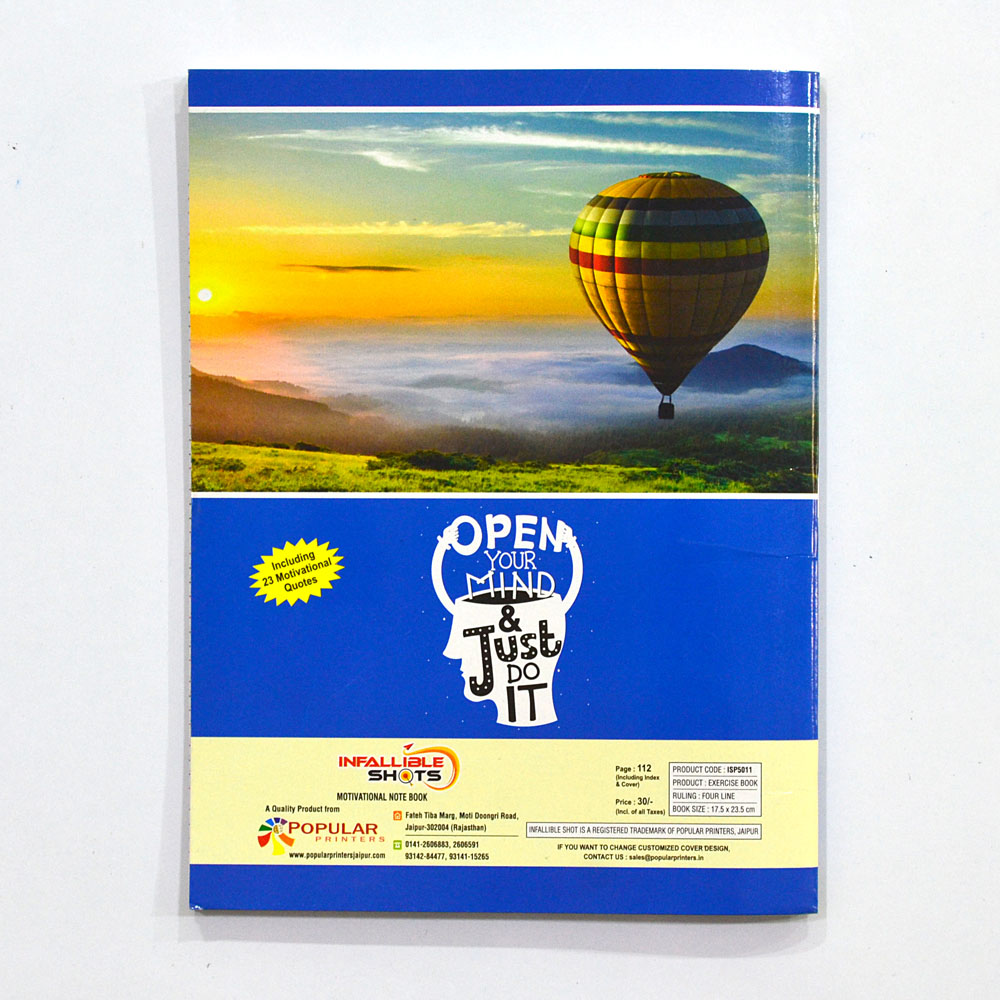 Including
23 Motivational
Quotes
OPEN
YOUR
MIND
&
Just
DO
IT
INFALLIBLE
SHOTS
MOTIVATIONAL NOTE BOOK
A Quality Product from
POPULAR
PRINTERS
www.popularprintersjaipur.com
Fateh Tiba Marg, Moti Doongri Road,
Jaipur-302004 (Rajasthan)
0141-2606883, 2606591
93142-84477, 93141-15265
Page : 112
(Including Index
& Cover)
Price : 30/-
(Incl. of all Taxes)
PRODUCT CODE : ISP5011
PRODUCT : EXERCISE BOOK
RULING : FOUR LINE
BOOK SIZE : 17.5 x 23.5 cm
INFALLIBLE SHOT IS A REGISTERED TRADEMARK OF POPULAR PRINTERS, JAIPUR
IF YOU WANT TO CHANGE CUSTOMIZED COVER DESIGN,
CONTACT US : sales@popularprinters.in